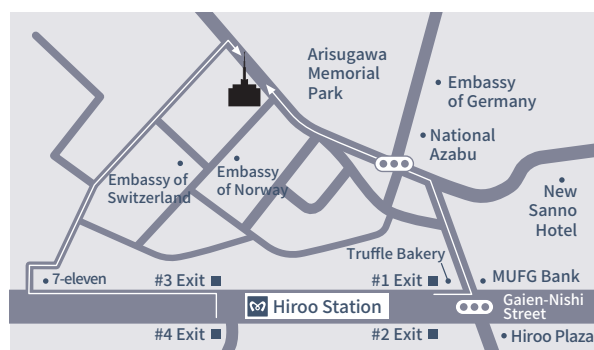 Arisugawa
Memorial
Park
Embassy
of Germany
National
Azabu
Embassy of
Switzerland
Embassy
of Norway
New
Sanno
Hotel
Truffle Bakery
7-eleven
#3 Exit
#1 Exit
MUFG Bank
Hiroo Station
Gaien-Nishi
Street
#4 Exit
#2 Exit
Hiroo Plaza